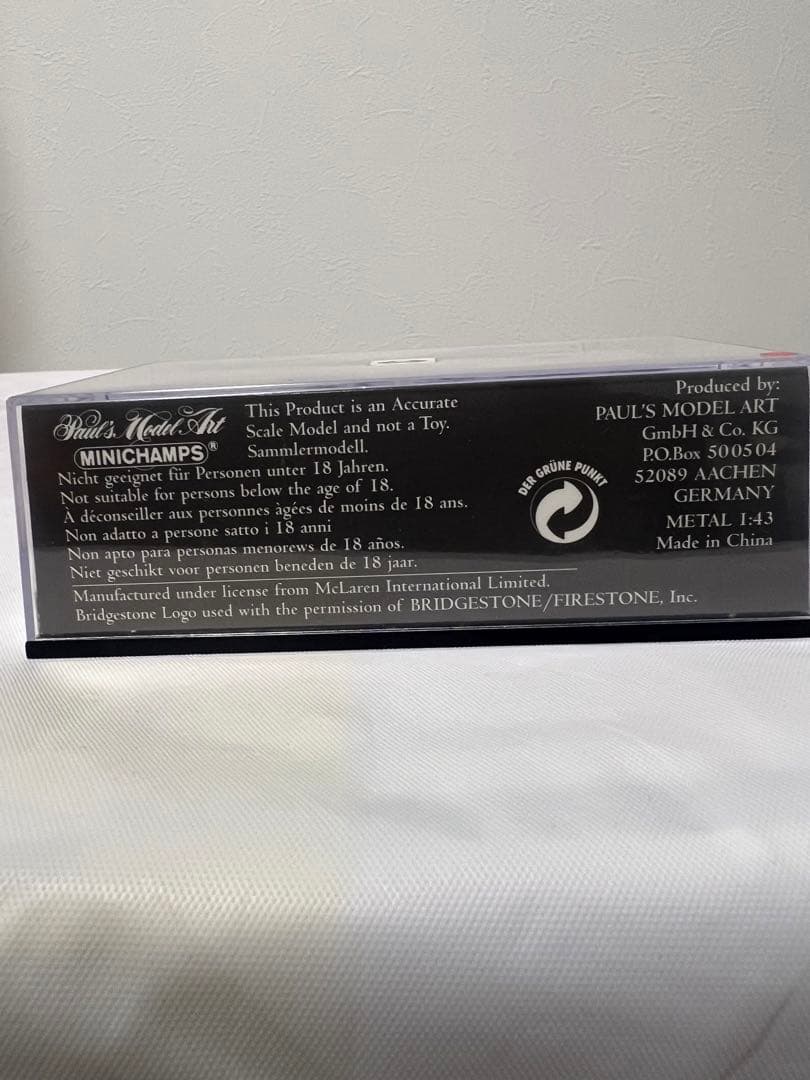 Paul's Model Art
MINICHAMPS®
This Product is an Accurate
Scale Model and not a Toy.
Sammlermodell.
Nicht geeignet für Personen unter 18 Jahren.
Not suitable for persons below the age of 18.
À déconseiller aux personnes àgées de moins de 18 ans.
Non adatto a persone satto i 18 anni
Non apto para personas menorews de 18 años.
Niet geschikt voor personen beneden de 18 jaar.
Manufactured under license from McLaren International Limited.
Bridgestone Logo used with the permission of BRIDGESTONE/FIRESTONE, Inc.
DER GRÜNE PUNKT
Produced by:
PAUL'S MODEL ART
GmbH & Co. KG
P.O.Box 500504
52089 AACHEN
GERMANY
METAL 1:43
Made in China